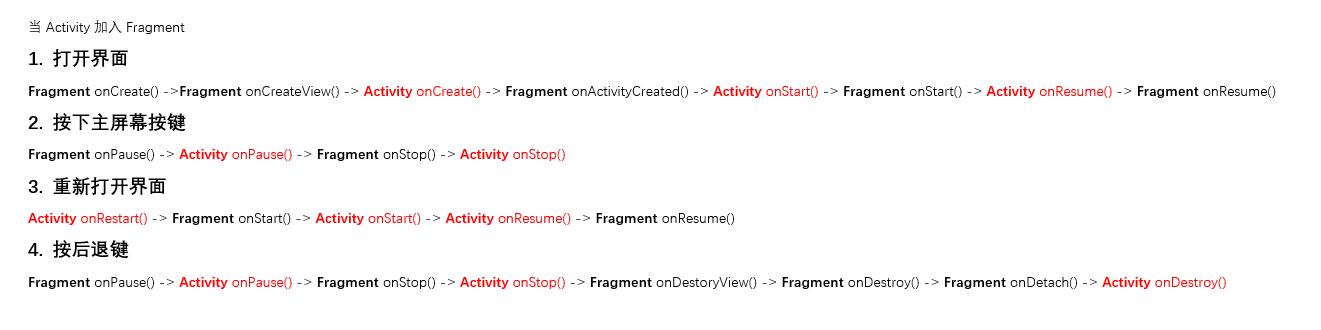 当 Activity 加入 Fragment
1. 打开界面
Fragment onCreate() ->Fragment onCreateView() -> Activity onCreate() -> Fragment onActivityCreated() -> Activity onStart() -> Fragment onStart() -> Activity onResume() -> Fragment onResume()
2. 按下主屏幕按键
Fragment onPause() -> Activity onPause() -> Fragment onStop() -> Activity onStop()
3. 重新打开界面
Activity onRestart() -> Fragment onStart() -> Activity onStart() -> Activity onResume() -> Fragment onResume()
4. 按后退键
Fragment onPause() -> Activity onPause() -> Fragment onStop() -> Activity onStop() -> Fragment onDestoryView() -> Fragment onDestroy() -> Fragment onDetach() -> Activity onDestroy()